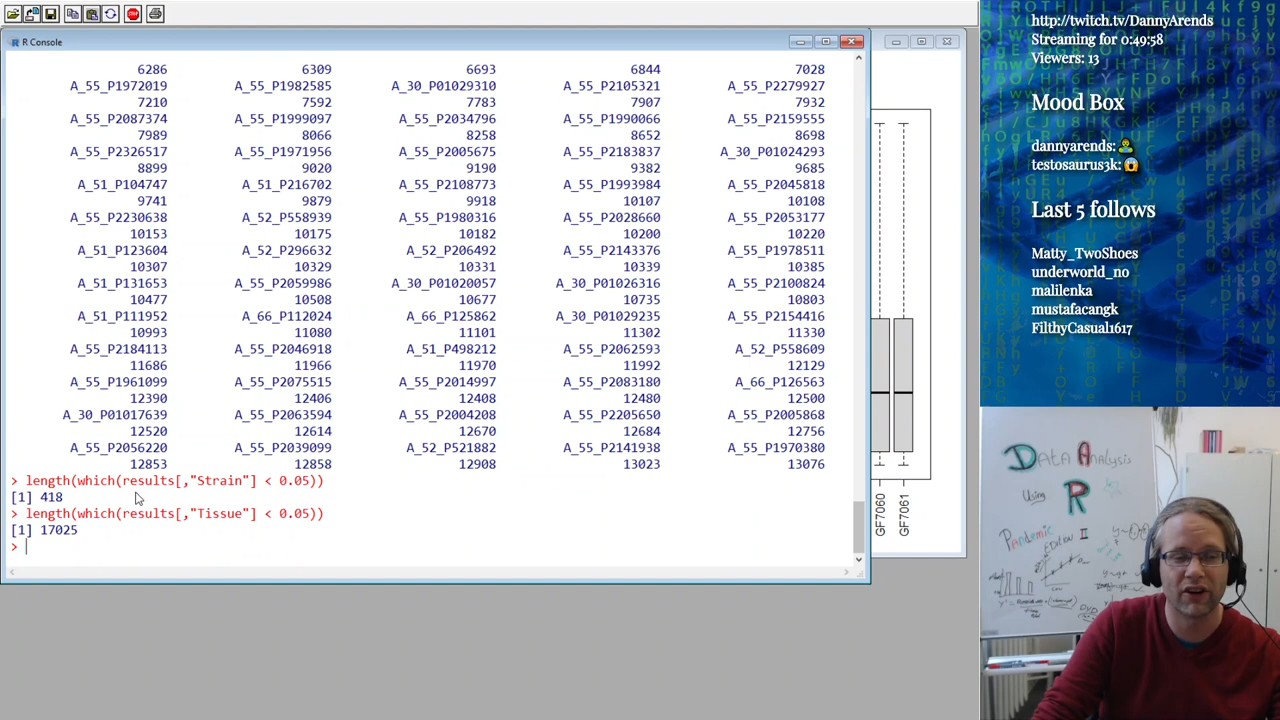 R Console
6286 6309 6693 6844 7028
A_55_P1972019 A_55_P1982585 A_30_P01029310 A_55_P2105321 A_55_P2279927
7210 7592 7783 7907 7932
A_55_P2087374 A_55_P1999097 A_55_P2034796 A_55_P1990066 A_55_P2159555
7989 8066 8258 8652 8698
A_55_P2326517 A_55_P1971956 A_55_P2005675 A_55_P2183837 A_30_P01024293
8899 9020 9190 9382 9685
A_51_P104747 A_51_P216702 A_55_P2108773 A_55_P1993984 A_55_P2045818
9741 9879 9918 10107 10108
A_55_P2230638 A_52_P558939 A_55_P1980316 A_55_P2028660 A_55_P2053177
10153 10175 10182 10200 10220
A_51_P123604 A_52_P296632 A_52_P206492 A_55_P2143376 A_55_P1978511
10307 10329 10331 10339 10385
A_51_P131653 A_55_P2059986 A_30_P01020057 A_30_P01026316 A_55_P2100824
10477 10508 10677 10735 10803
A_51_P111952 A_66_P112024 A_66_P125862 A_30_P01029235 A_55_P2154416
10993 11080 11101 11302 11330
A_55_P2184113 A_55_P2046918 A_51_P498212 A_55_P2062593 A_52_P558609
11686 11966 11970 11992 12129
A_55_P1961099 A_55_P2075515 A_55_P2014997 A_55_P2083180 A_66_P126563
12390 12406 12408 12480 12500
A_30_P01017639 A_55_P2063594 A_55_P2004208 A_55_P2205650 A_55_P2005868
12520 12614 12670 12684 12756
A_55_P2056220 A_55_P2039099 A_52_P521882 A_55_P2141938 A_55_P1970380
12853 12858 12908 13023 13076
> length(which(results[,"Strain"] < 0.05))
[1] 418
> length(which(results[,"Tissue"] < 0.05))
[1] 17025
>
GF7060
GF7061
http://twitch.tv/DannyArends
Streaming for 0:49:58
Viewers: 13
Mood Box
dannyarends:
testosaurus3k:
Last 5 follows
Matty_TwoShoes
underworld_no
malilenka
mustafacangk
FilthyCasual1617
DATA ANALYSIS
Using
R
Pandemic
EDITION II